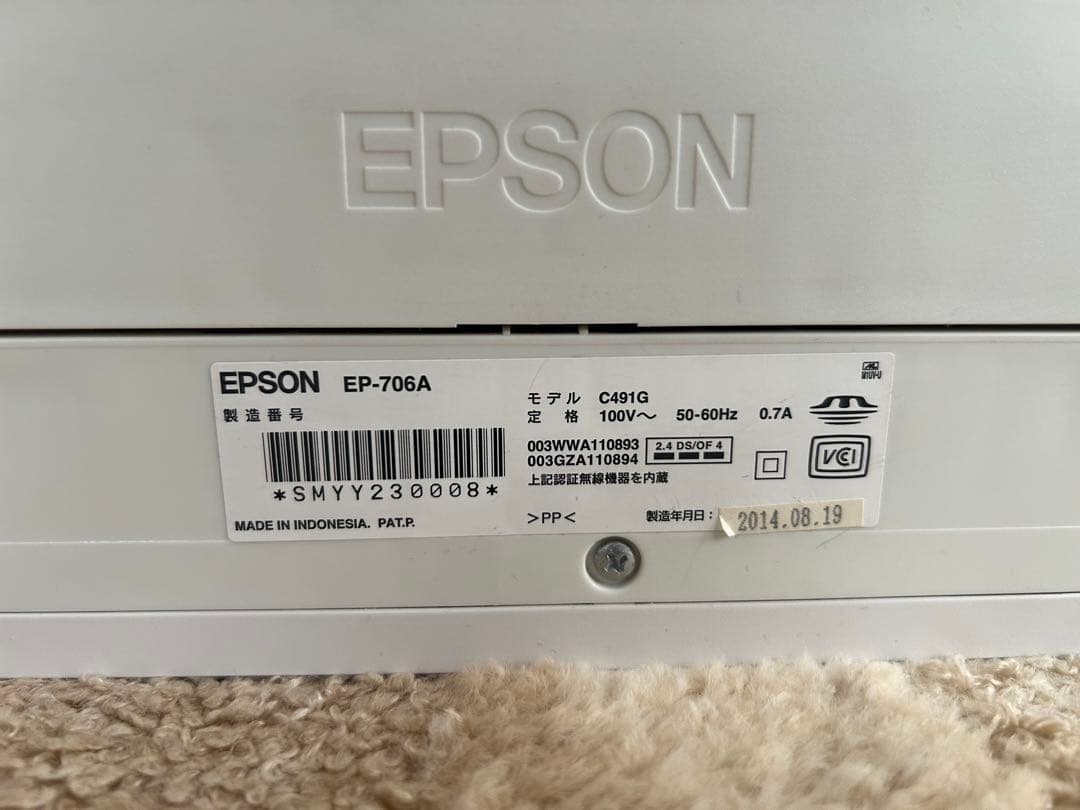 EPSON
EPSON EP-706A
製造番号
*SMYY230008*
MADE IN INDONESIA. PAT.P.
モデル C491G
定格 100V～ 50-60Hz 0.7A
003WWA110893
003GZA110894
2.4 DS/OF 4
上記認証無線機器を内蔵
>PP<
製造年月日：2014.08.19
VCCI